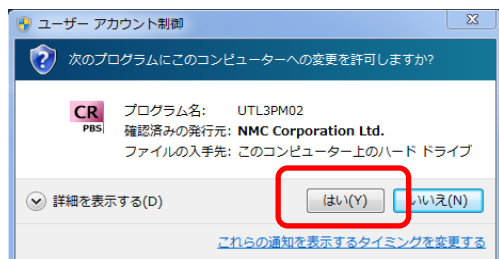 ユーザー アカウント制御
次のプログラムにこのコンピューターへの変更を許可しますか?
CR
PBS
プログラム名: UTL3PM02
確認済みの発行元: NMC Corporation Ltd.
ファイルの入手先: このコンピューター上のハード ドライブ
詳細を表示する(D)
はい(Y)
いいえ(N)
これらの通知を表示するタイミングを変更する